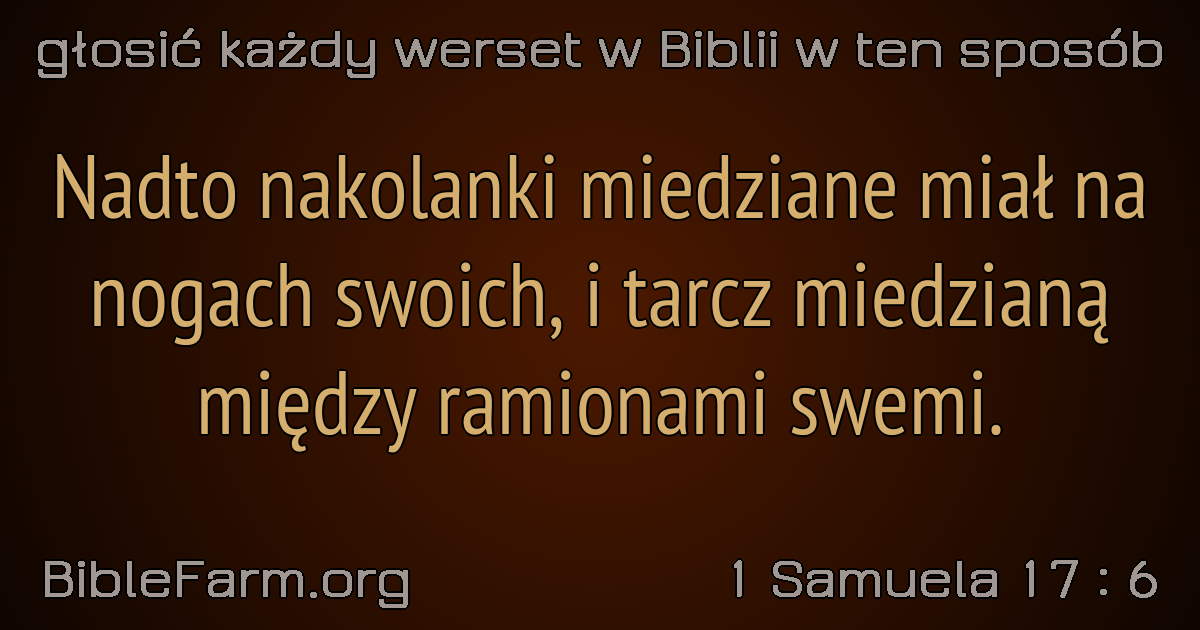 głosić każdy werset w Biblii w ten sposób
Nadto nakolanki miedziane miał na
nogach swoich, i tarcz miedzianą
między ramionami swemi.
BibleFarm.org
1 Samuela 17 : 6